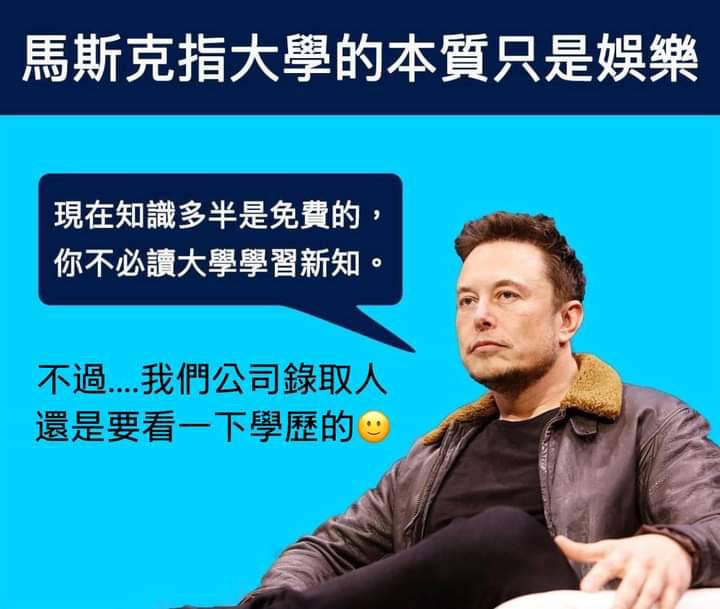 馬斯克指大學的本質只是娛樂
現在知識多半是免費的，
你不必讀大學學習新知。
不過....我們公司錄取人
還是要看一下學歷的🙂